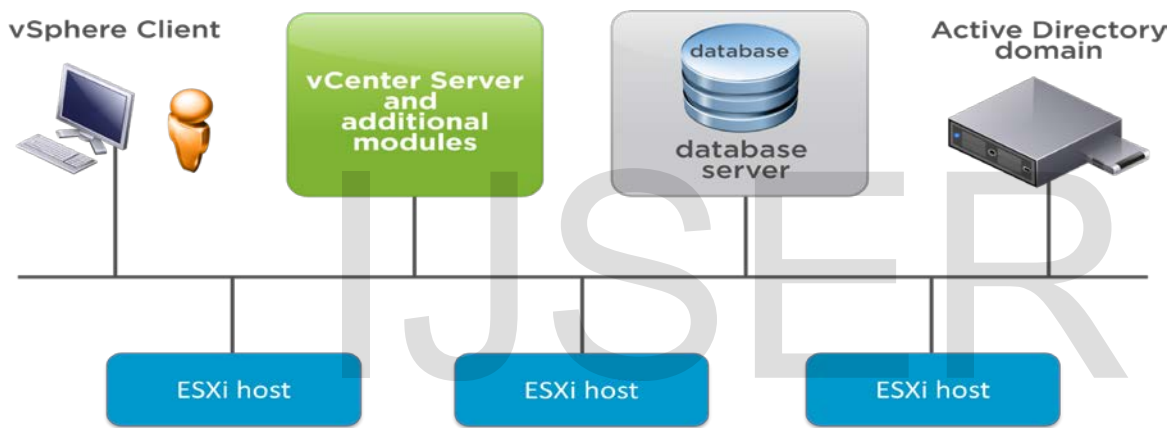 vSphere Client
vCenter Server
and
additional
modules
database
database
server
Active Directory
domain
IJSER
ESXi host
ESXi host
ESXi host